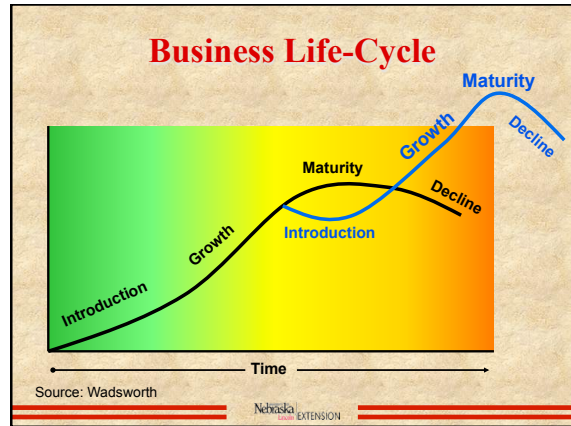 Business Life-Cycle
Maturity
Growth
Decline
Maturity
Decline
Growth
Introduction
Introduction
Time
Source: Wadsworth
Nebraska
EXTENSION